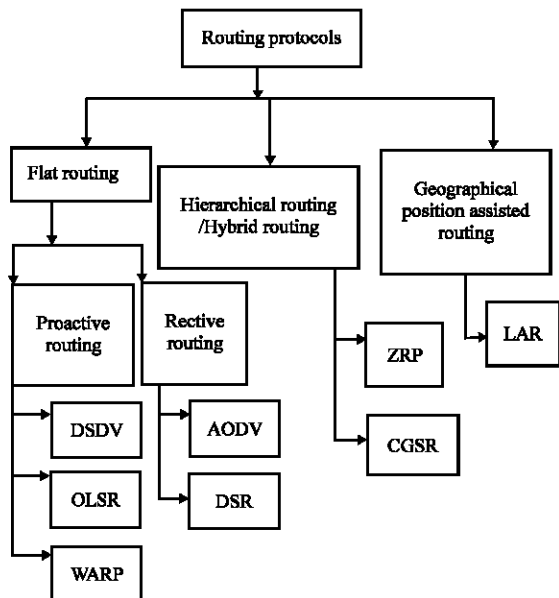 Routing protocols
Flat routing
Hierarchical routing
/Hybrid routing
Geographical
position assisted
routing
Proactive
routing
Rective
routing
ZRP
LAR
DSDV
AODV
CGSR
OLSR
DSR
WARP